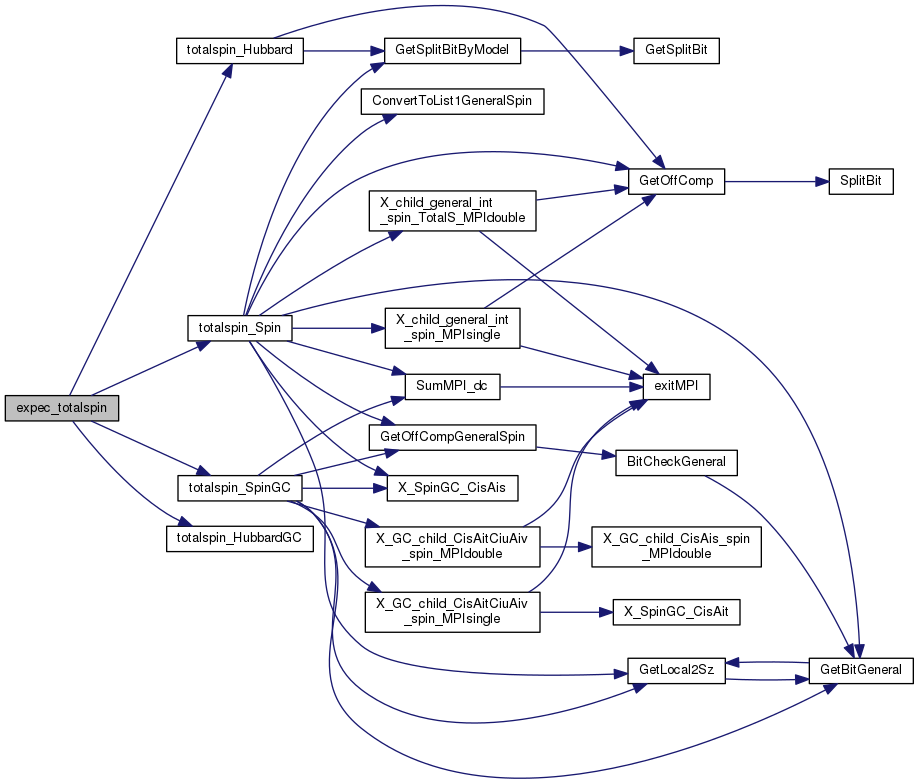 totalspin_Hubbard
GetSplitBitByModel
GetSplitBit
ConvertToList1GeneralSpin
GetOffComp
SplitBit
X_child_general_int
_spin_TotalS_MPIdouble
totalspin_Spin
X_child_general_int
_spin_MPIsingle
SumMPI_dc
exitMPI
expec_totalspin
GetOffCompGeneralSpin
BitCheckGeneral
totalspin_SpinGC
X_SpinGC_CisAis
totalspin_HubbardGC
X_GC_child_CisAitCiuAiv
_spin_MPIdouble
X_GC_child_CisAis_spin
_MPIdouble
X_GC_child_CisAitCiuAiv
_spin_MPIsingle
X_SpinGC_CisAit
GetLocal2Sz
GetBitGeneral